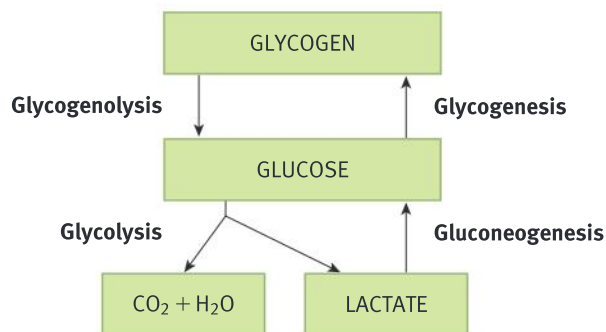 GLYCOGEN
Glycogenolysis
Glycogenesis
GLUCOSE
Glycolysis
Gluconeogenesis
CO₂ + H₂O
LACTATE